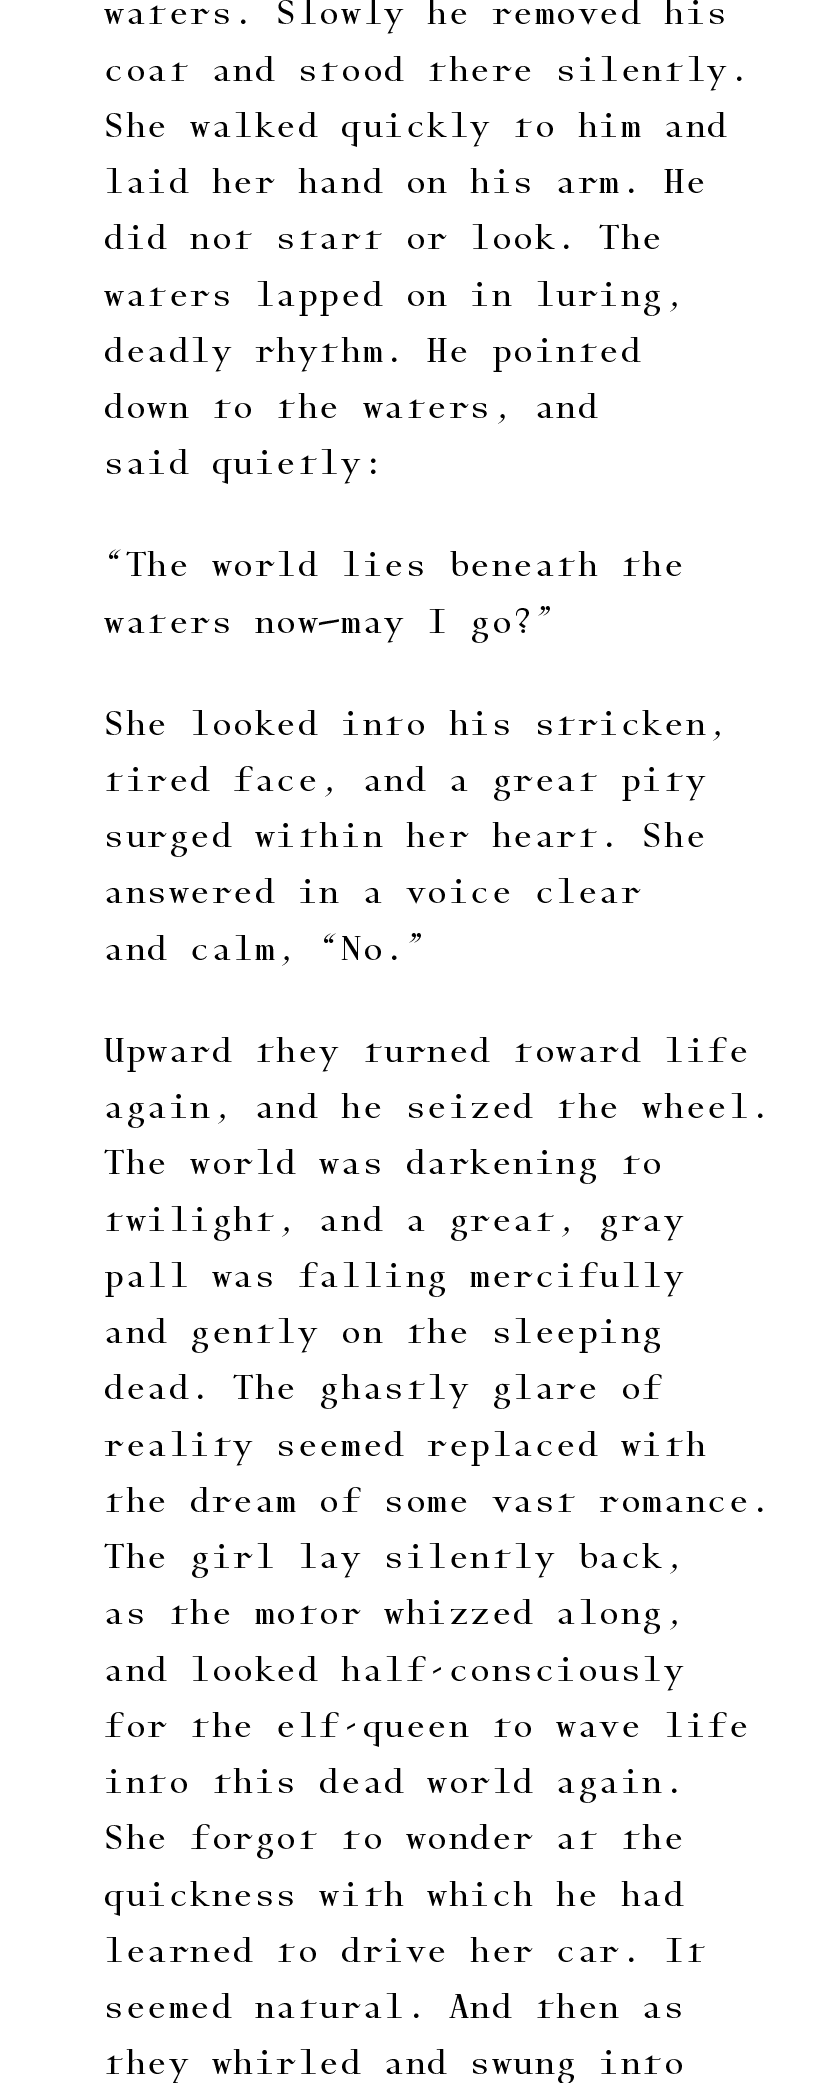 waters. Slowly he removed his
coat and stood there silently.
She walked quickly to him and
laid her hand on his arm. He
did not start or look. The
waters lapped on in luring,
deadly rhythm. He pointed
down to the waters, and
said quietly:
“The world lies beneath the
waters now—may I go?”
She looked into his stricken,
tired face, and a great pity
surged within her heart. She
answered in a voice clear
and calm, “No.”
Upward they turned toward life
again, and he seized the wheel.
The world was darkening to
twilight, and a great, gray
pall was falling mercifully
and gently on the sleeping
dead. The ghastly glare of
reality seemed replaced with
the dream of some vast romance.
The girl lay silently back,
as the motor whizzed along,
and looked half-consciously
for the elf-queen to wave life
into this dead world again.
She forgot to wonder at the
quickness with which he had
learned to drive her car. It
seemed natural. And then as
they whirled and swung into